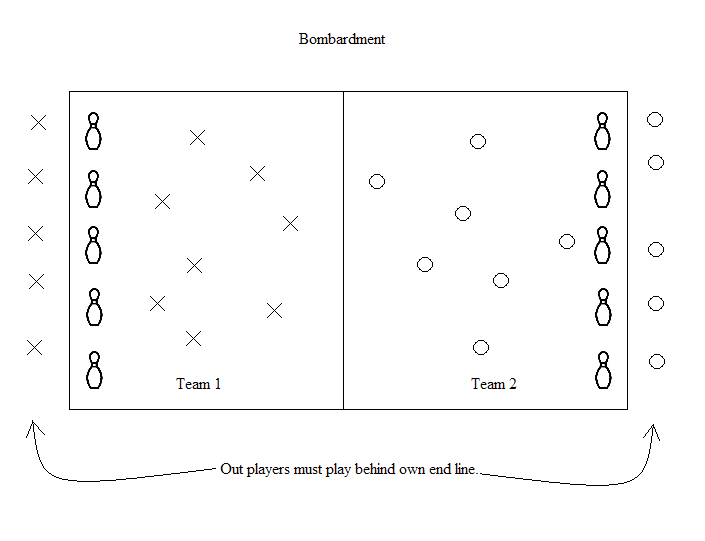 Bombardment
Team 1
Team 2
Out players must play behind own end line..